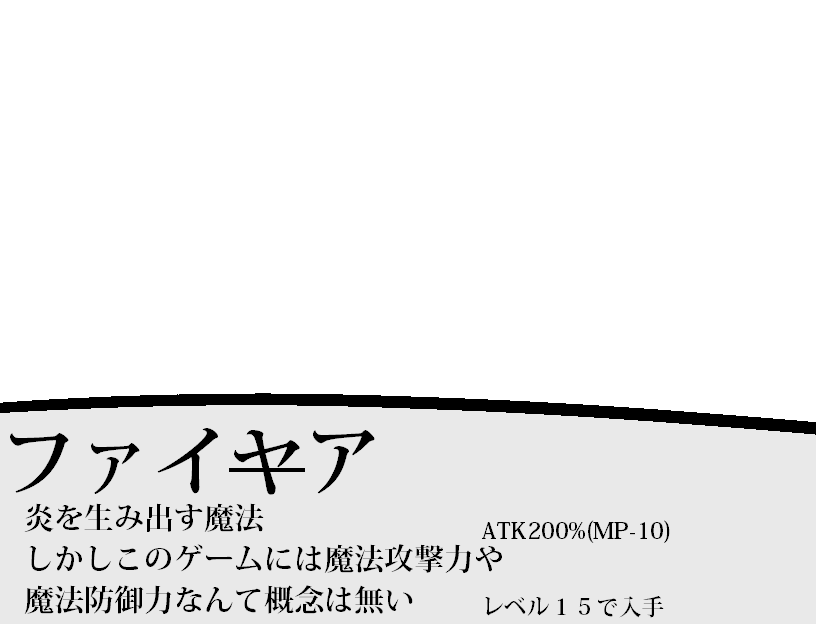 ファイヤア
炎を生み出す魔法
しかしこのゲームには魔法攻撃力や
魔法防御力なんて概念は無い
ATK200%(MP-10)
レベル１５で入手